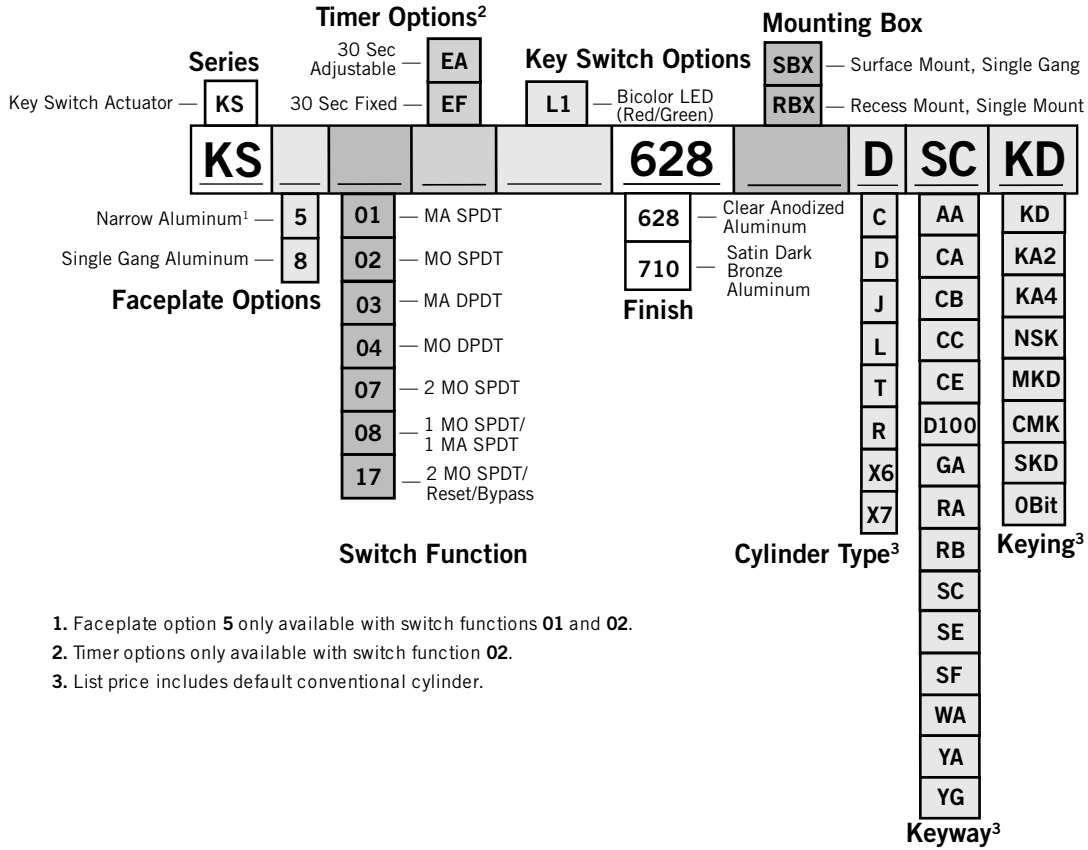 Timer Options2
30 Sec
Adjustable
EA
30 Sec Fixed
EF
Series
Key Switch Actuator
KS
Key Switch Options
L1
Bicolor LED
(Red/Green)
Mounting Box
SBX
Surface Mount, Single Gang
RBX
Recess Mount, Single Mount
KS 628 D SC KD
Narrow Aluminum1
5
Single Gang Aluminum
8
Faceplate Options
01
MA SPDT
02
MO SPDT
03
MA DPDT
04
MO DPDT
07
2 MO SPDT
08
1 MO SPDT/
1 MA SPDT
17
2 MO SPDT/
Reset/Bypass
Switch Function
628
Clear Anodized
Aluminum
710
Satin Dark
Bronze
Aluminum
Finish
C
D
J
L
T
R
X6
X7
Cylinder Type3
AA
CA
CB
CC
CE
D100
GA
RA
RB
SC
SE
SF
WA
YA
YG
Keyway3
KD
KA2
KA4
NSK
MKD
CMK
SKD
0Bit
Keying3
1. Faceplate option 5 only available with switch functions 01 and 02.
2. Timer options only available with switch function 02.
3. List price includes default conventional cylinder.